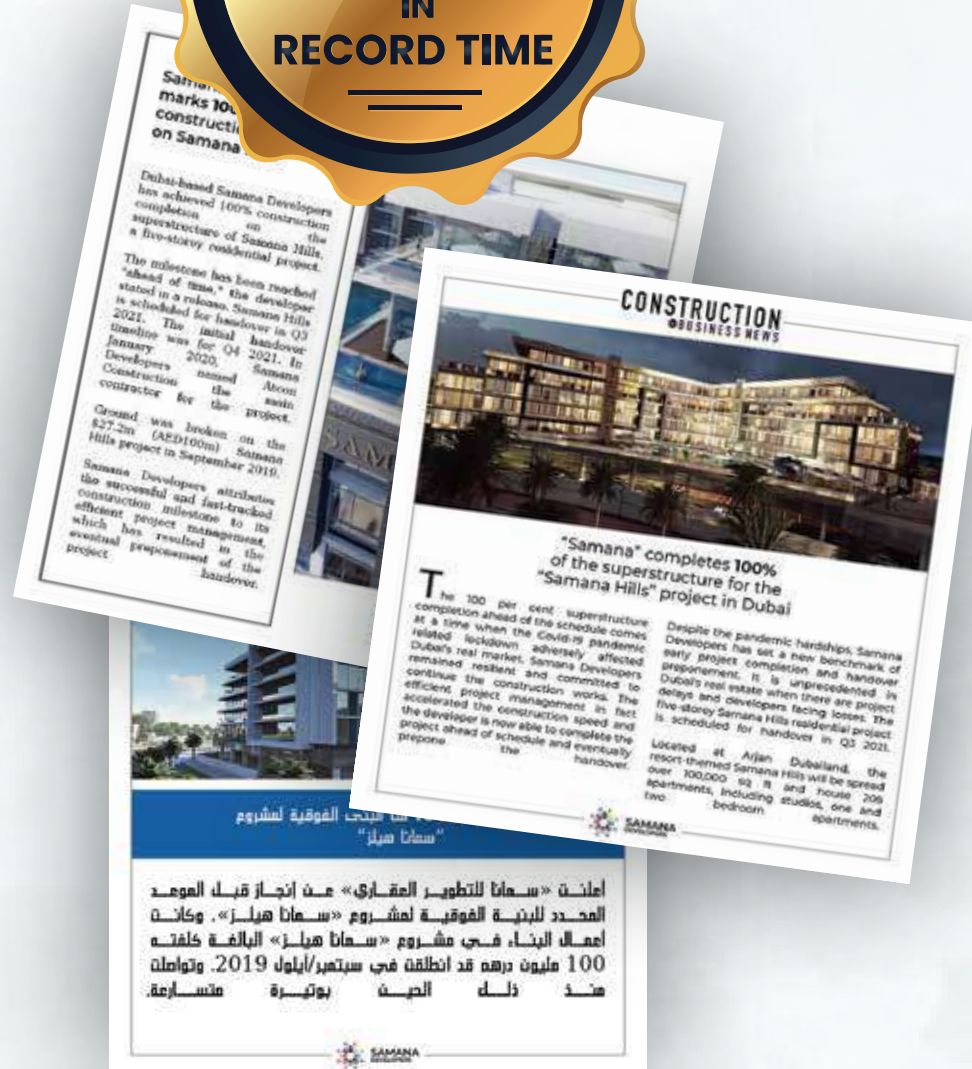 IN
RECORD TIME
marks
constructi
on Samana
Dubai-based Samana Developers
has achieved 100% construction
completion on the
superstructure of Samana Hills,
a five-storey residential project.
The milestone has been reached
"ahead of time," the developer
stated in a release. Samana Hills
is scheduled for handover in Q3
2021. The initial handover
timeline was for Q4 2021. In
January 2020, Samana
Developers named
Construction the main
contractor for the project.
Ground was broken on the
$27.2m (AED100m) Samana
Hills project in September 2019.
Samana Developers attributes
the successful and fast-tracked
construction milestone to its
efficient project management,
which has resulted in the
eventual preponement of the
project handover.
SAM
CONSTRUCTION
BUSINESS NEWS
"Samana" completes 100%
of the superstructure for the
"Samana Hills" project in Dubai
The 100 per cent superstructure
completion ahead of the schedule comes
at a time when the Covid-19 pandemic
related lockdown adversely affected
Dubai's real market. Samana Developers
remained resilient and committed to
continue the construction works. The
efficient project management in fact
accelerated the construction speed and
the developer is now able to complete the
project ahead of schedule and eventually
prepone the handover.
Despite the pandemic hardships, Samana
Developers has set a new benchmark of
early project completion and handover
preponement. It is unprecedented in
Dubai's real estate when there are project
delays and developers facing losses. The
five-storey Samana Hills residential project
is scheduled for handover in Q3 2021.
Located at Arjan Dubailand, the
resort-themed Samana Hills will be spread
over 100,000 sq ft and house 206
apartments, including studios, one and
two bedroom apartments.
SAMANA
DEVELOPERS
الفوقية لمشروع
"سمانا هيلز"
أعلنت «سمانا للتطوير العقاري» عن إنجاز قبل الموعد
المحدد للبنية الفوقية لمشروع «سمانا هيلز». وكانت
أعمال البناء في مشروع «سمانا هيلز» البالغة كلفته
100 مليون درهم قد انطلقت في سبتمبر/أيلول 2019. وتواصلت
منذ ذلك الحين بوتيرة متسارعة.
SAMANA
DEVELOPERS